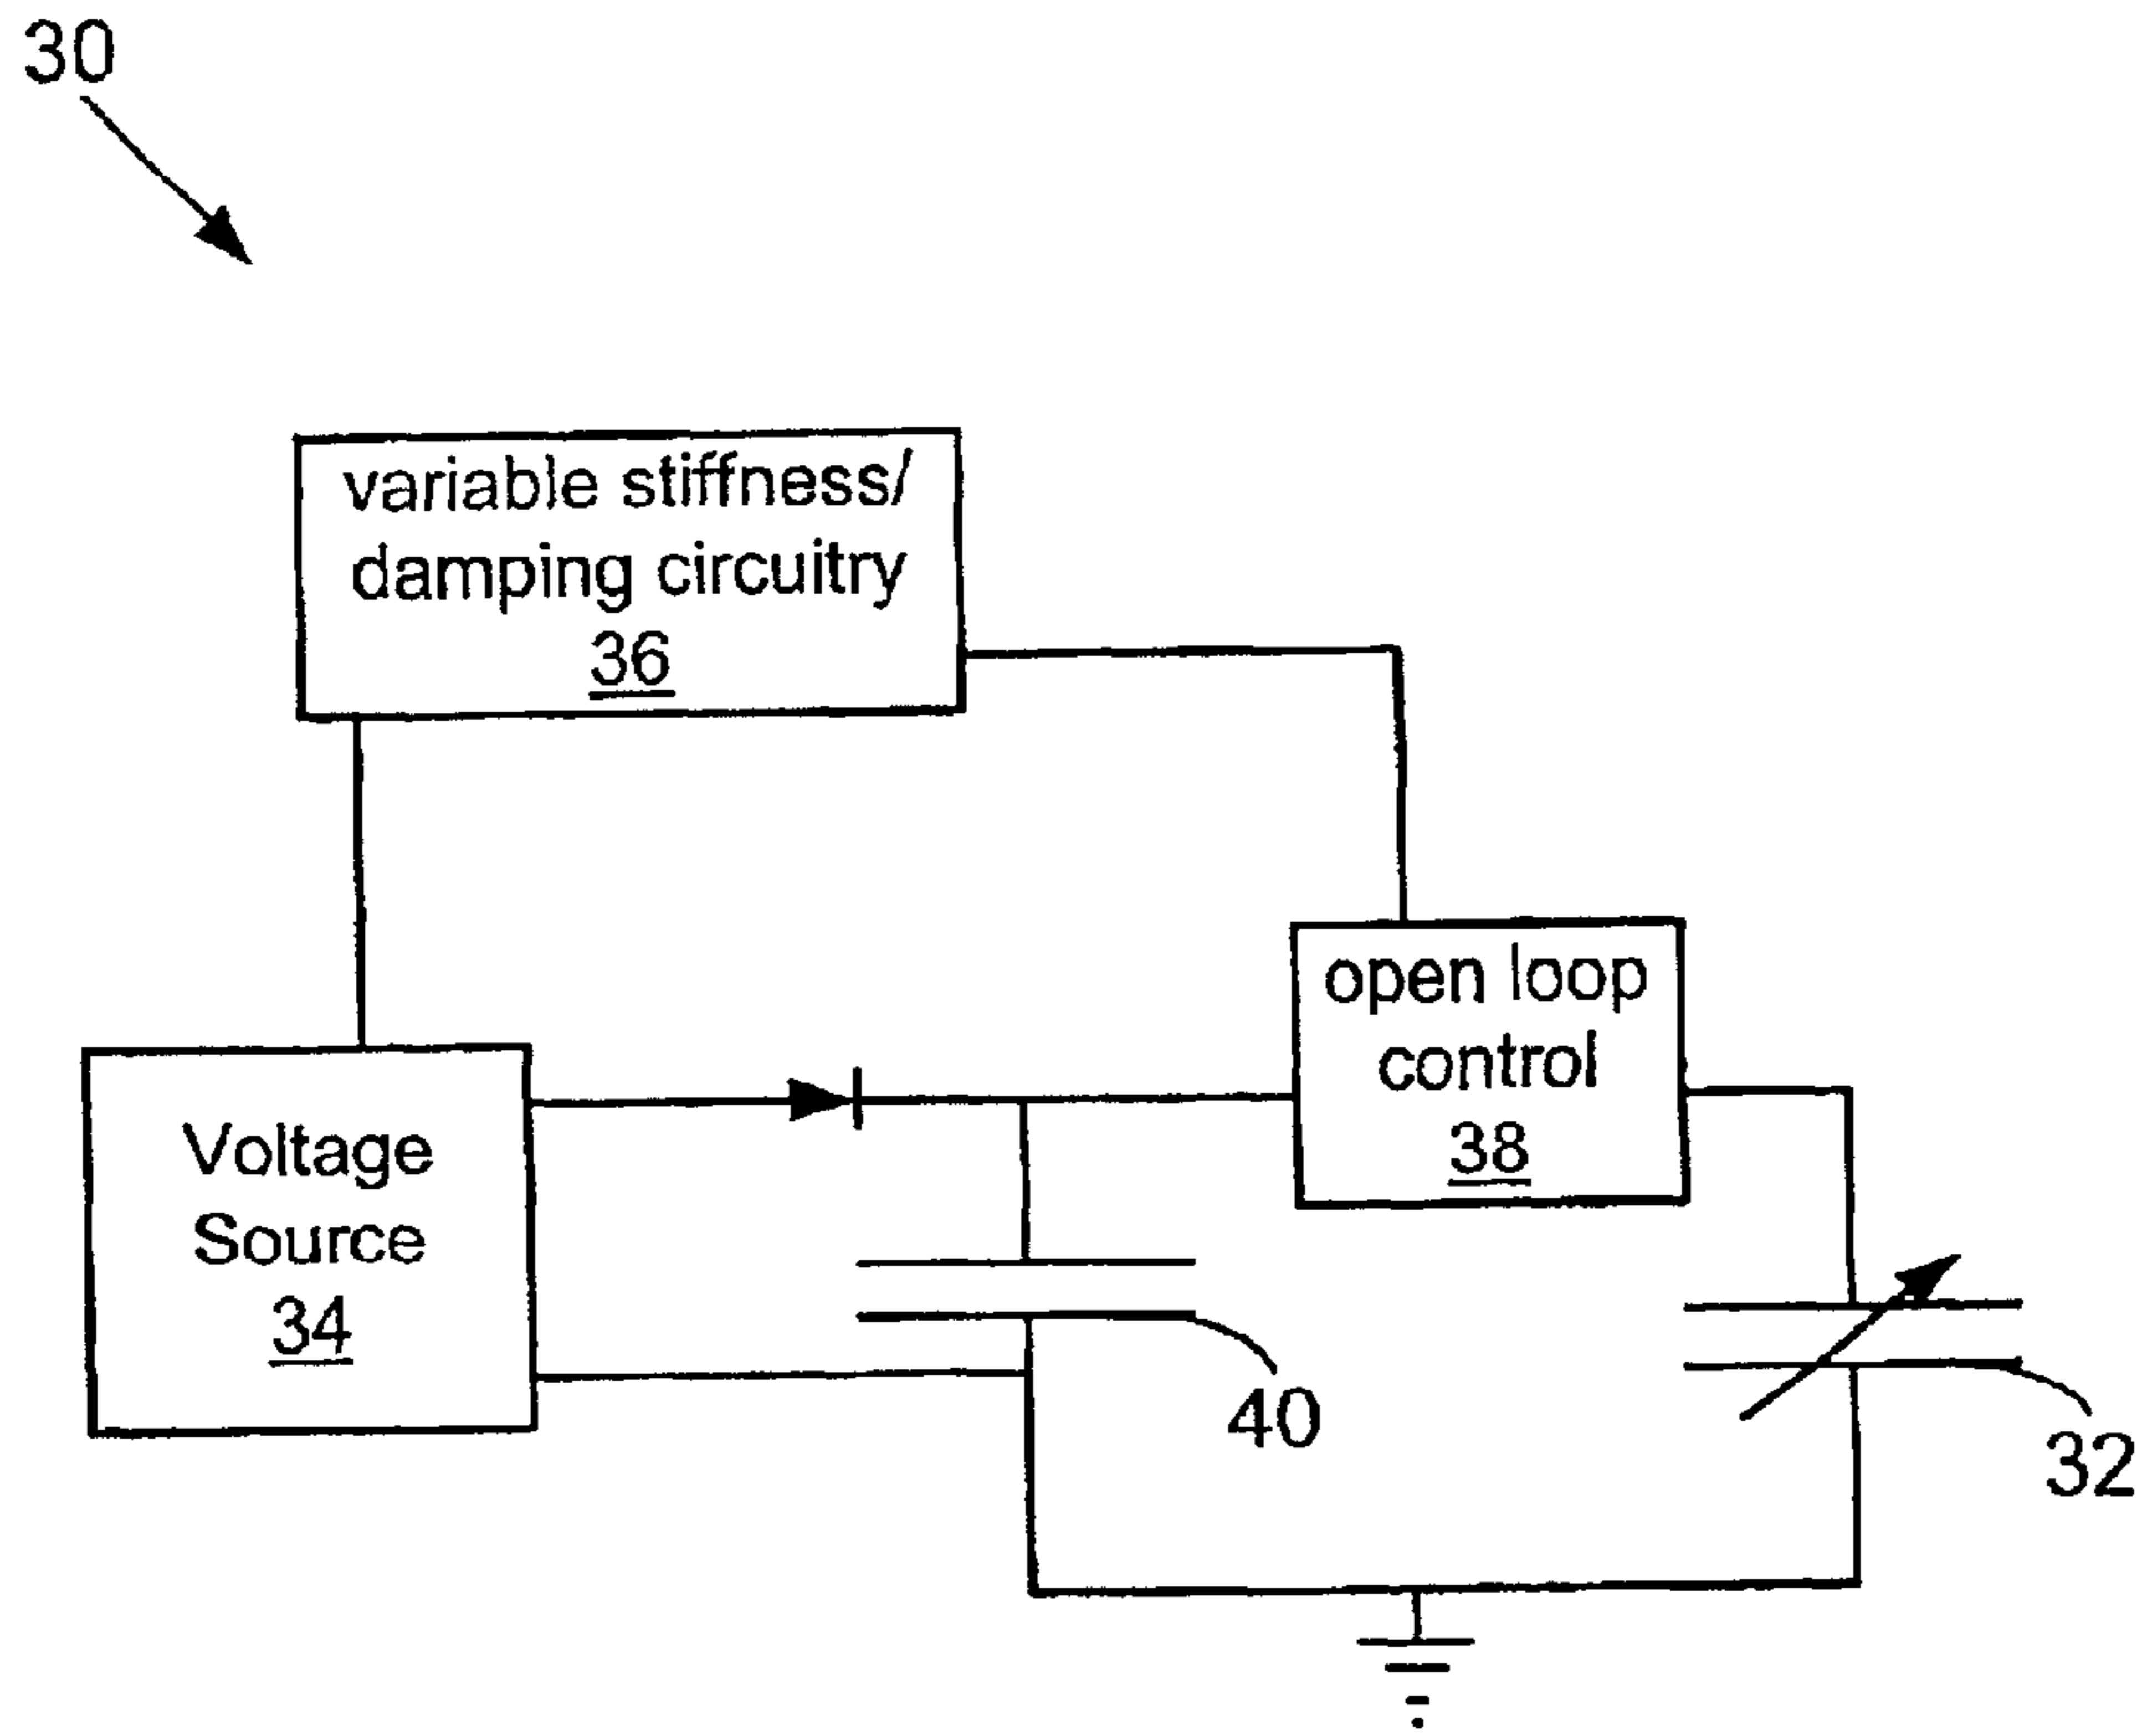 30
variable stiffness/
damping circuitry
36
open loop
control
38
Voltage
Source
34
40
32